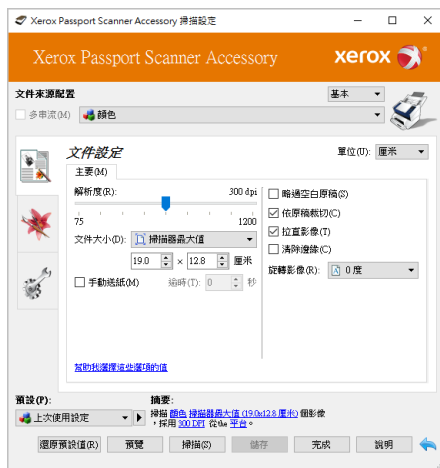 Xerox Passport Scanner Accessory 掃描設定
Xerox Passport Scanner Accessory
xerox
文件來源配置
基本
多串流(M)
顏色
文件設定
單位(U): 厘米
主要(M)
解析度(R): 300 dpi
75 1200
文件大小(D): 掃描器最大值
19.0 × 12.8 厘米
手動送紙(M) 逾時(T): 0 秒
略過空白原稿(S)
依原稿裁切(C)
拉直影像(T)
清除邊緣(C)
旋轉影像(R): 0 度
幫助我選擇這些選項的值
預設(P):
上次使用設定
摘要:
掃描 顏色 掃描器最大值 (19.0x12.8 厘米) 個影像
，採用 300 DPI 從the 平台。
還原預設值(R) 預覽 掃描(S) 儲存 完成 說明